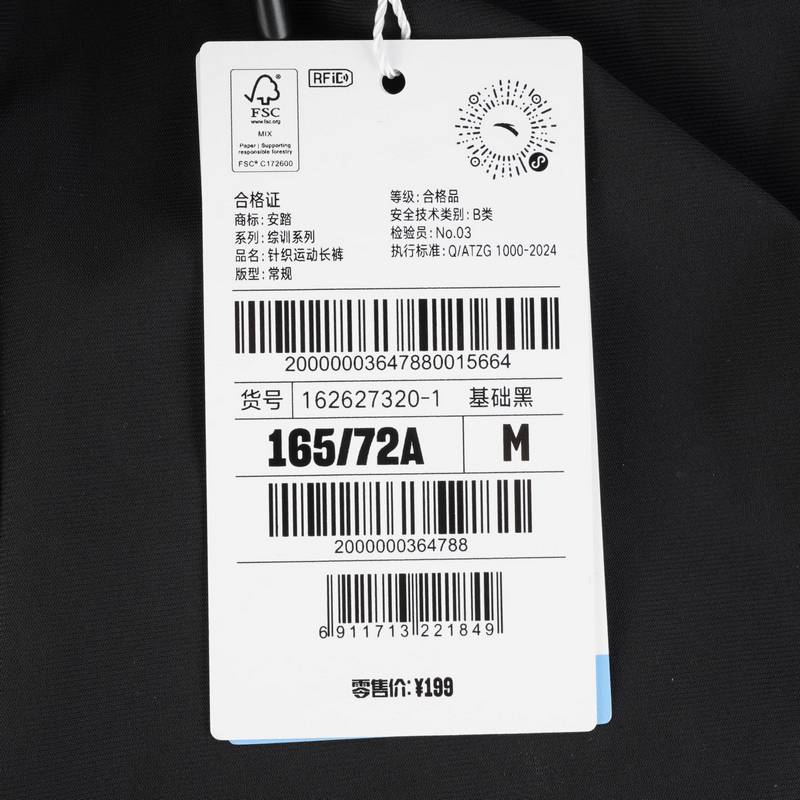 RFiD
FSC
www.fsc.org
MIX
Paper | Supporting
responsible forestry
FSC® C172600
合格证
商标:安踏
系列:综训系列
品名:针织运动长裤
版型:常规
等级:合格品
安全技术类别:B类
检验员:No.03
执行标准:Q/ATZG 1000-2024
20000003647880015664
货号 162627320-1 基础黑
165/72A M
2000000364788
6 911713 221849
零售价:¥199